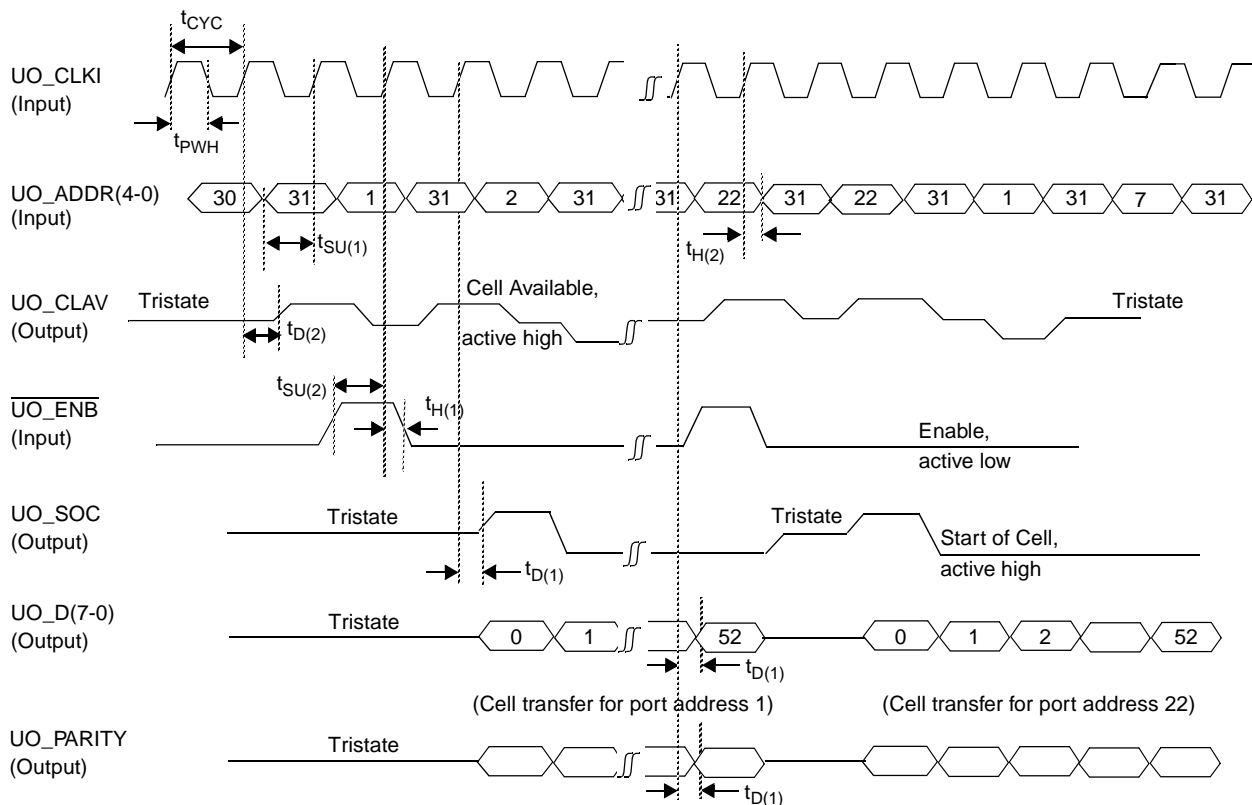 tCYC
UO_CLKI
(Input)
tPWH
UO_ADDR(4-0)
(Input)
30 31 1 31 2 31 31 22 31 22 31 1 31 7 31
tSU(1)
tH(2)
UO_CLAV
(Output)
Tristate
Cell Available,
active high
Tristate
tD(2)
tSU(2)
UO_ENB
(Input)
tH(1)
Enable,
active low
UO_SOC
(Output)
Tristate
Tristate
Start of Cell,
active high
tD(1)
UO_D(7-0)
(Output)
Tristate
0 1 52 0 1 2 52
tD(1)
(Cell transfer for port address 1) (Cell transfer for port address 22)
UO_PARITY
(Output)
Tristate
tD(1)